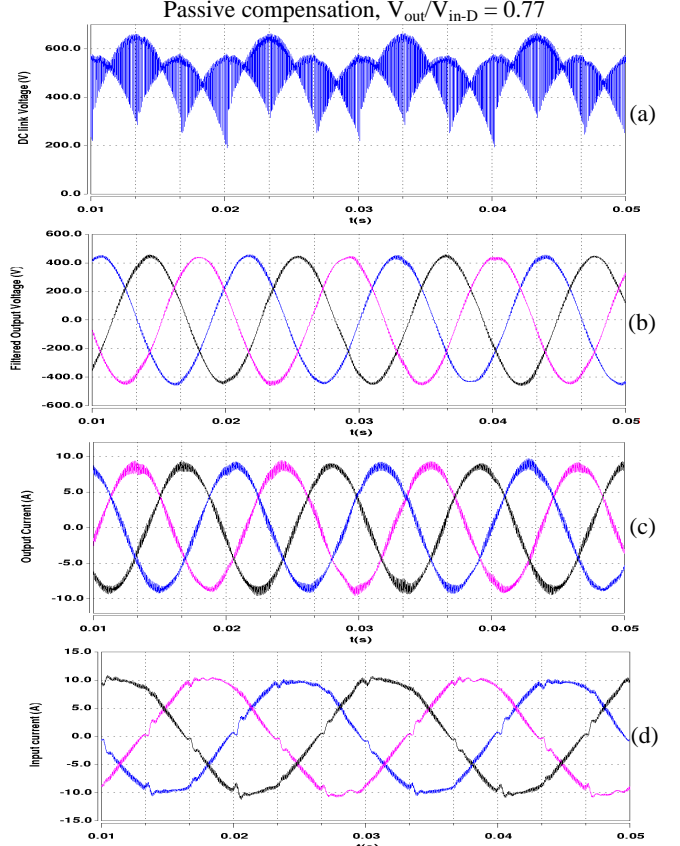 Passive compensation, Vout/Vin-D = 0.77
DC link Voltage (V)
600.0
400.0
200.0
0.0
(a)
0.01 0.02 0.03 0.04 0.05
t(s)
Filtered Output Voltage (V)
600.0
400.0
200.0
0.0
-200.0
-400.0
-600.0
(b)
0.01 0.02 0.03 0.04 0.05
t(s)
Output Current (A)
10.0
5.0
0.0
-5.0
-10.0
(c)
0.01 0.02 0.03 0.04 0.05
t(s)
Input current (A)
15.0
10.0
5.0
0.0
-5.0
-10.0
-15.0
(d)
0.01 0.02 0.03 0.04 0.05
t(s)